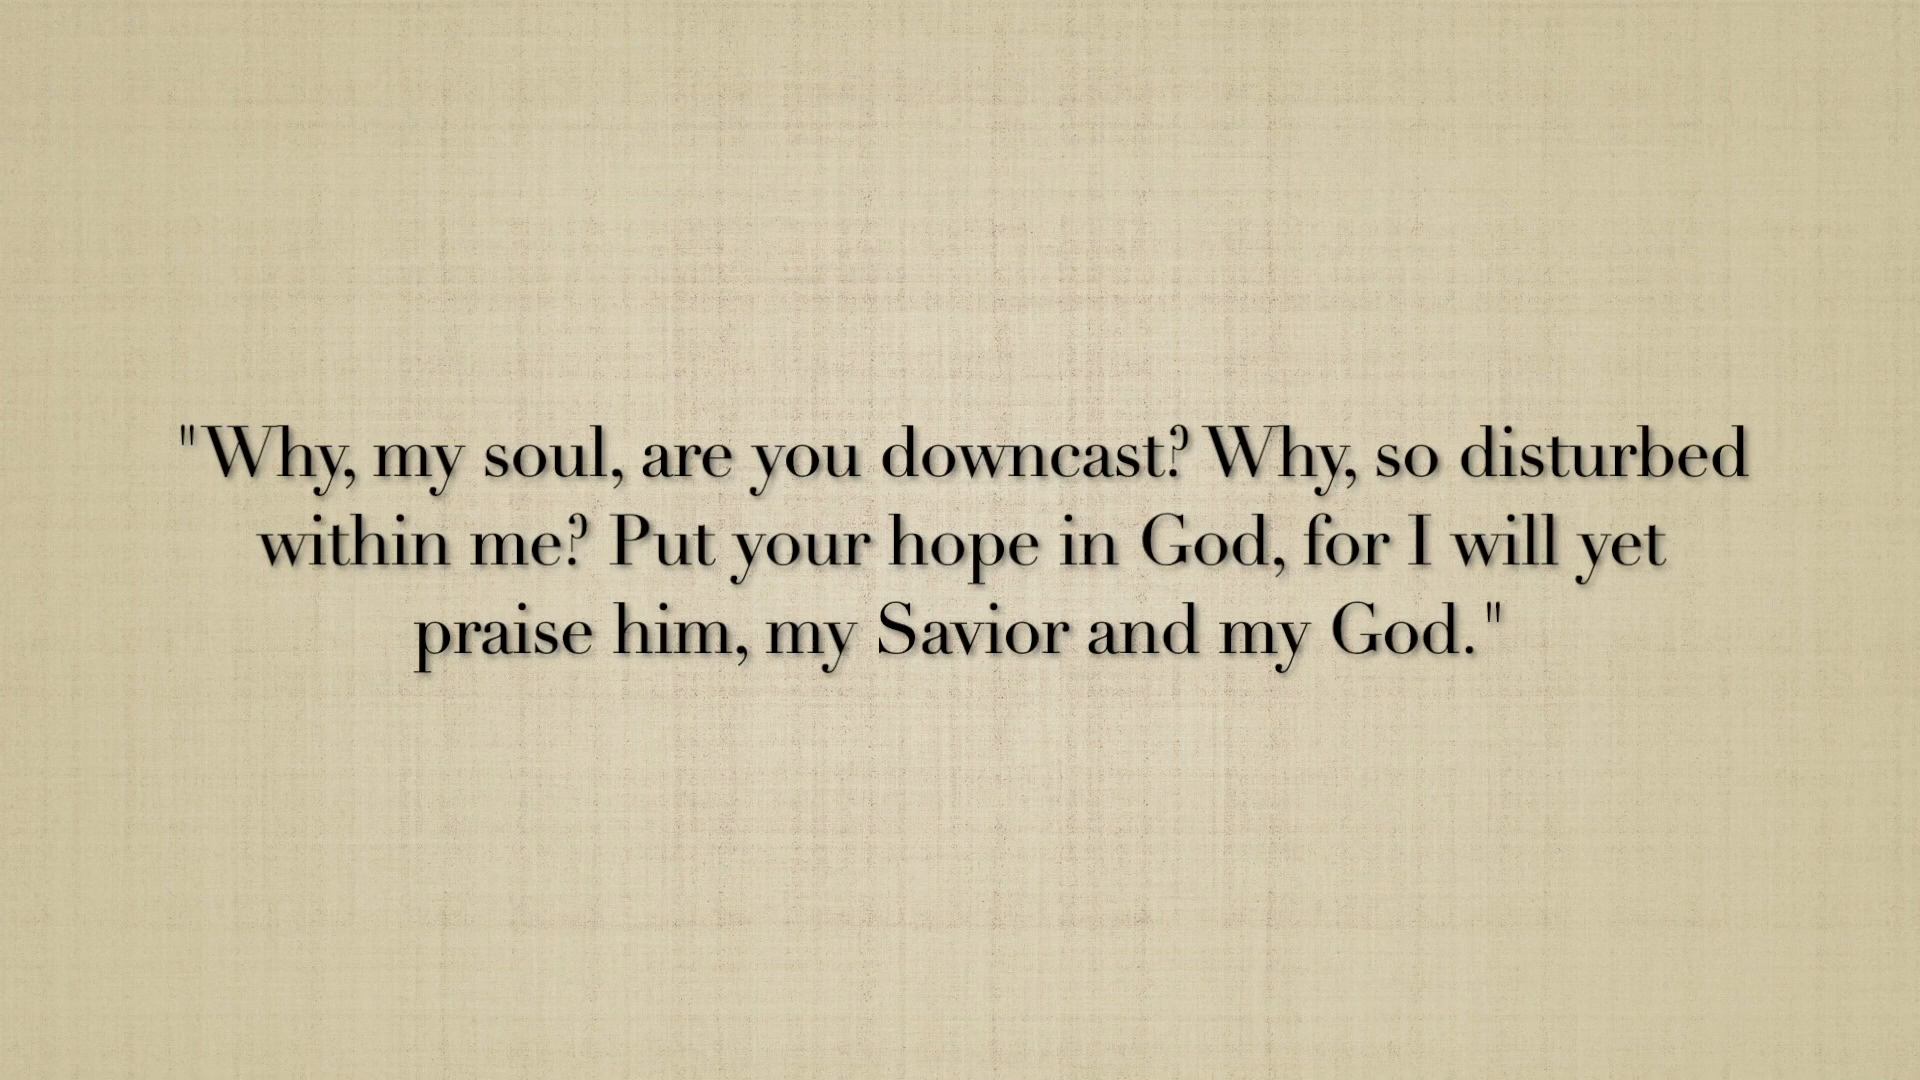 "Why, my soul, are you downcast? Why, so disturbed
within me? Put your hope in God, for I will yet
praise him, my Savior and my God."